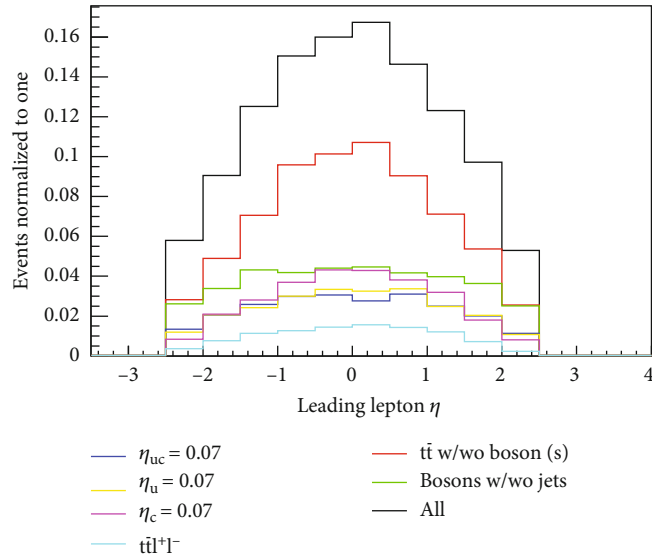 0.16
0.14
0.12
0.1
0.08
0.06
0.04
0.02
0
Events normalized to one
−3 −2 −1 0 1 2 3 4
Leading lepton η
η_uc = 0.07
η_u = 0.07
η_c = 0.07
tt̄l⁺l⁻
tt̄ w/wo boson (s)
Bosons w/wo jets
All